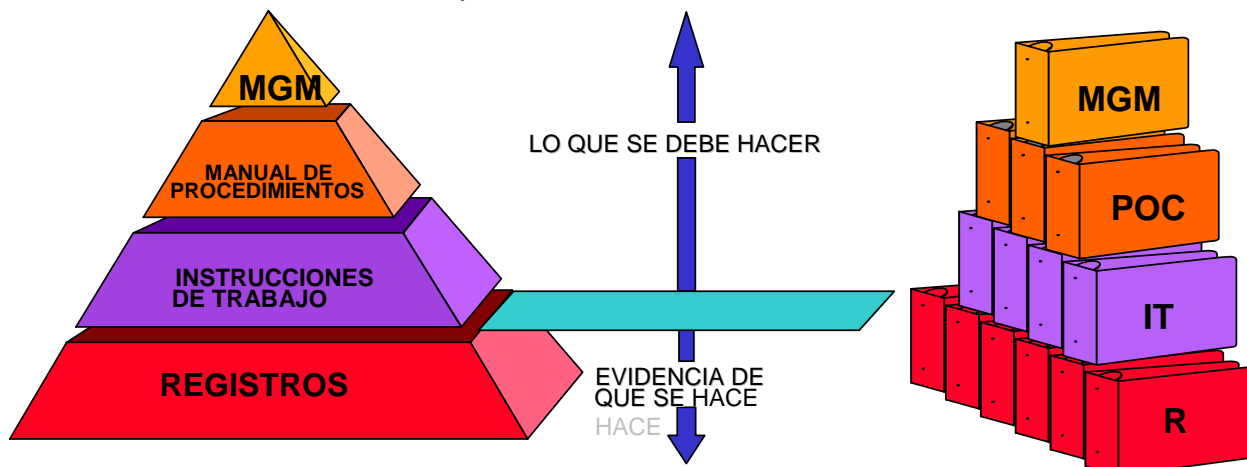 MGM
MANUAL DE
PROCEDIMIENTOS
INSTRUCCIONES
DE TRABAJO
REGISTROS
LO QUE SE DEBE HACER
EVIDENCIA DE
QUE SE HACE
HACE
MGM
POC
IT
R